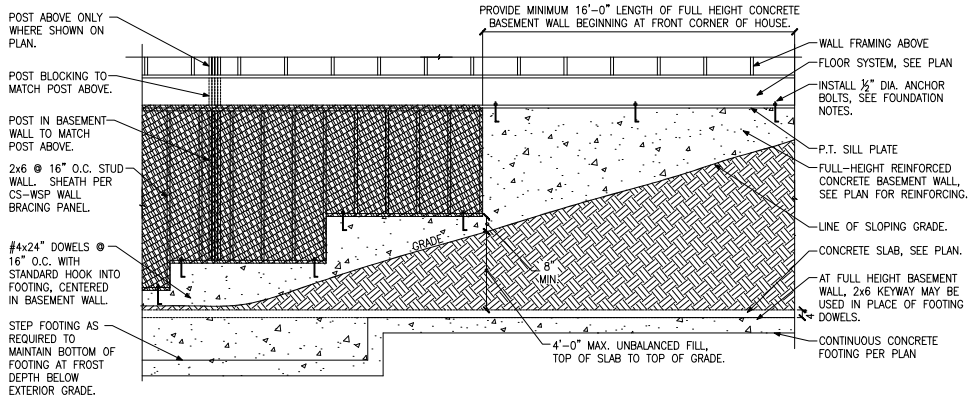 POST ABOVE ONLY
WHERE SHOWN ON
PLAN.
POST BLOCKING TO
MATCH POST ABOVE.
POST IN BASEMENT
WALL TO MATCH
POST ABOVE.
2x6 @ 16" O.C. STUD
WALL. SHEATH PER
CS-WSP WALL
BRACING PANEL.
#4x24" DOWELS @
16" O.C. WITH
STANDARD HOOK INTO
FOOTING, CENTERED
IN BASEMENT WALL.
STEP FOOTING AS
REQUIRED TO
MAINTAIN BOTTOM OF
FOOTING AT FROST
DEPTH BELOW
EXTERIOR GRADE.
PROVIDE MINIMUM 16'-0" LENGTH OF FULL HEIGHT CONCRETE
BASEMENT WALL BEGINNING AT FRONT CORNER OF HOUSE.
GRADE
8"
MIN.
4'-0" MAX. UNBALANCED FILL,
TOP OF SLAB TO TOP OF GRADE.
WALL FRAMING ABOVE
FLOOR SYSTEM, SEE PLAN
INSTALL ½" DIA. ANCHOR
BOLTS, SEE FOUNDATION
NOTES.
P.T. SILL PLATE
FULL-HEIGHT REINFORCED
CONCRETE BASEMENT WALL,
SEE PLAN FOR REINFORCING.
LINE OF SLOPING GRADE.
CONCRETE SLAB, SEE PLAN.
AT FULL HEIGHT BASEMENT
WALL, 2x6 KEYWAY MAY BE
USED IN PLACE OF FOOTING
DOWELS.
CONTINUOUS CONCRETE
FOOTING PER PLAN